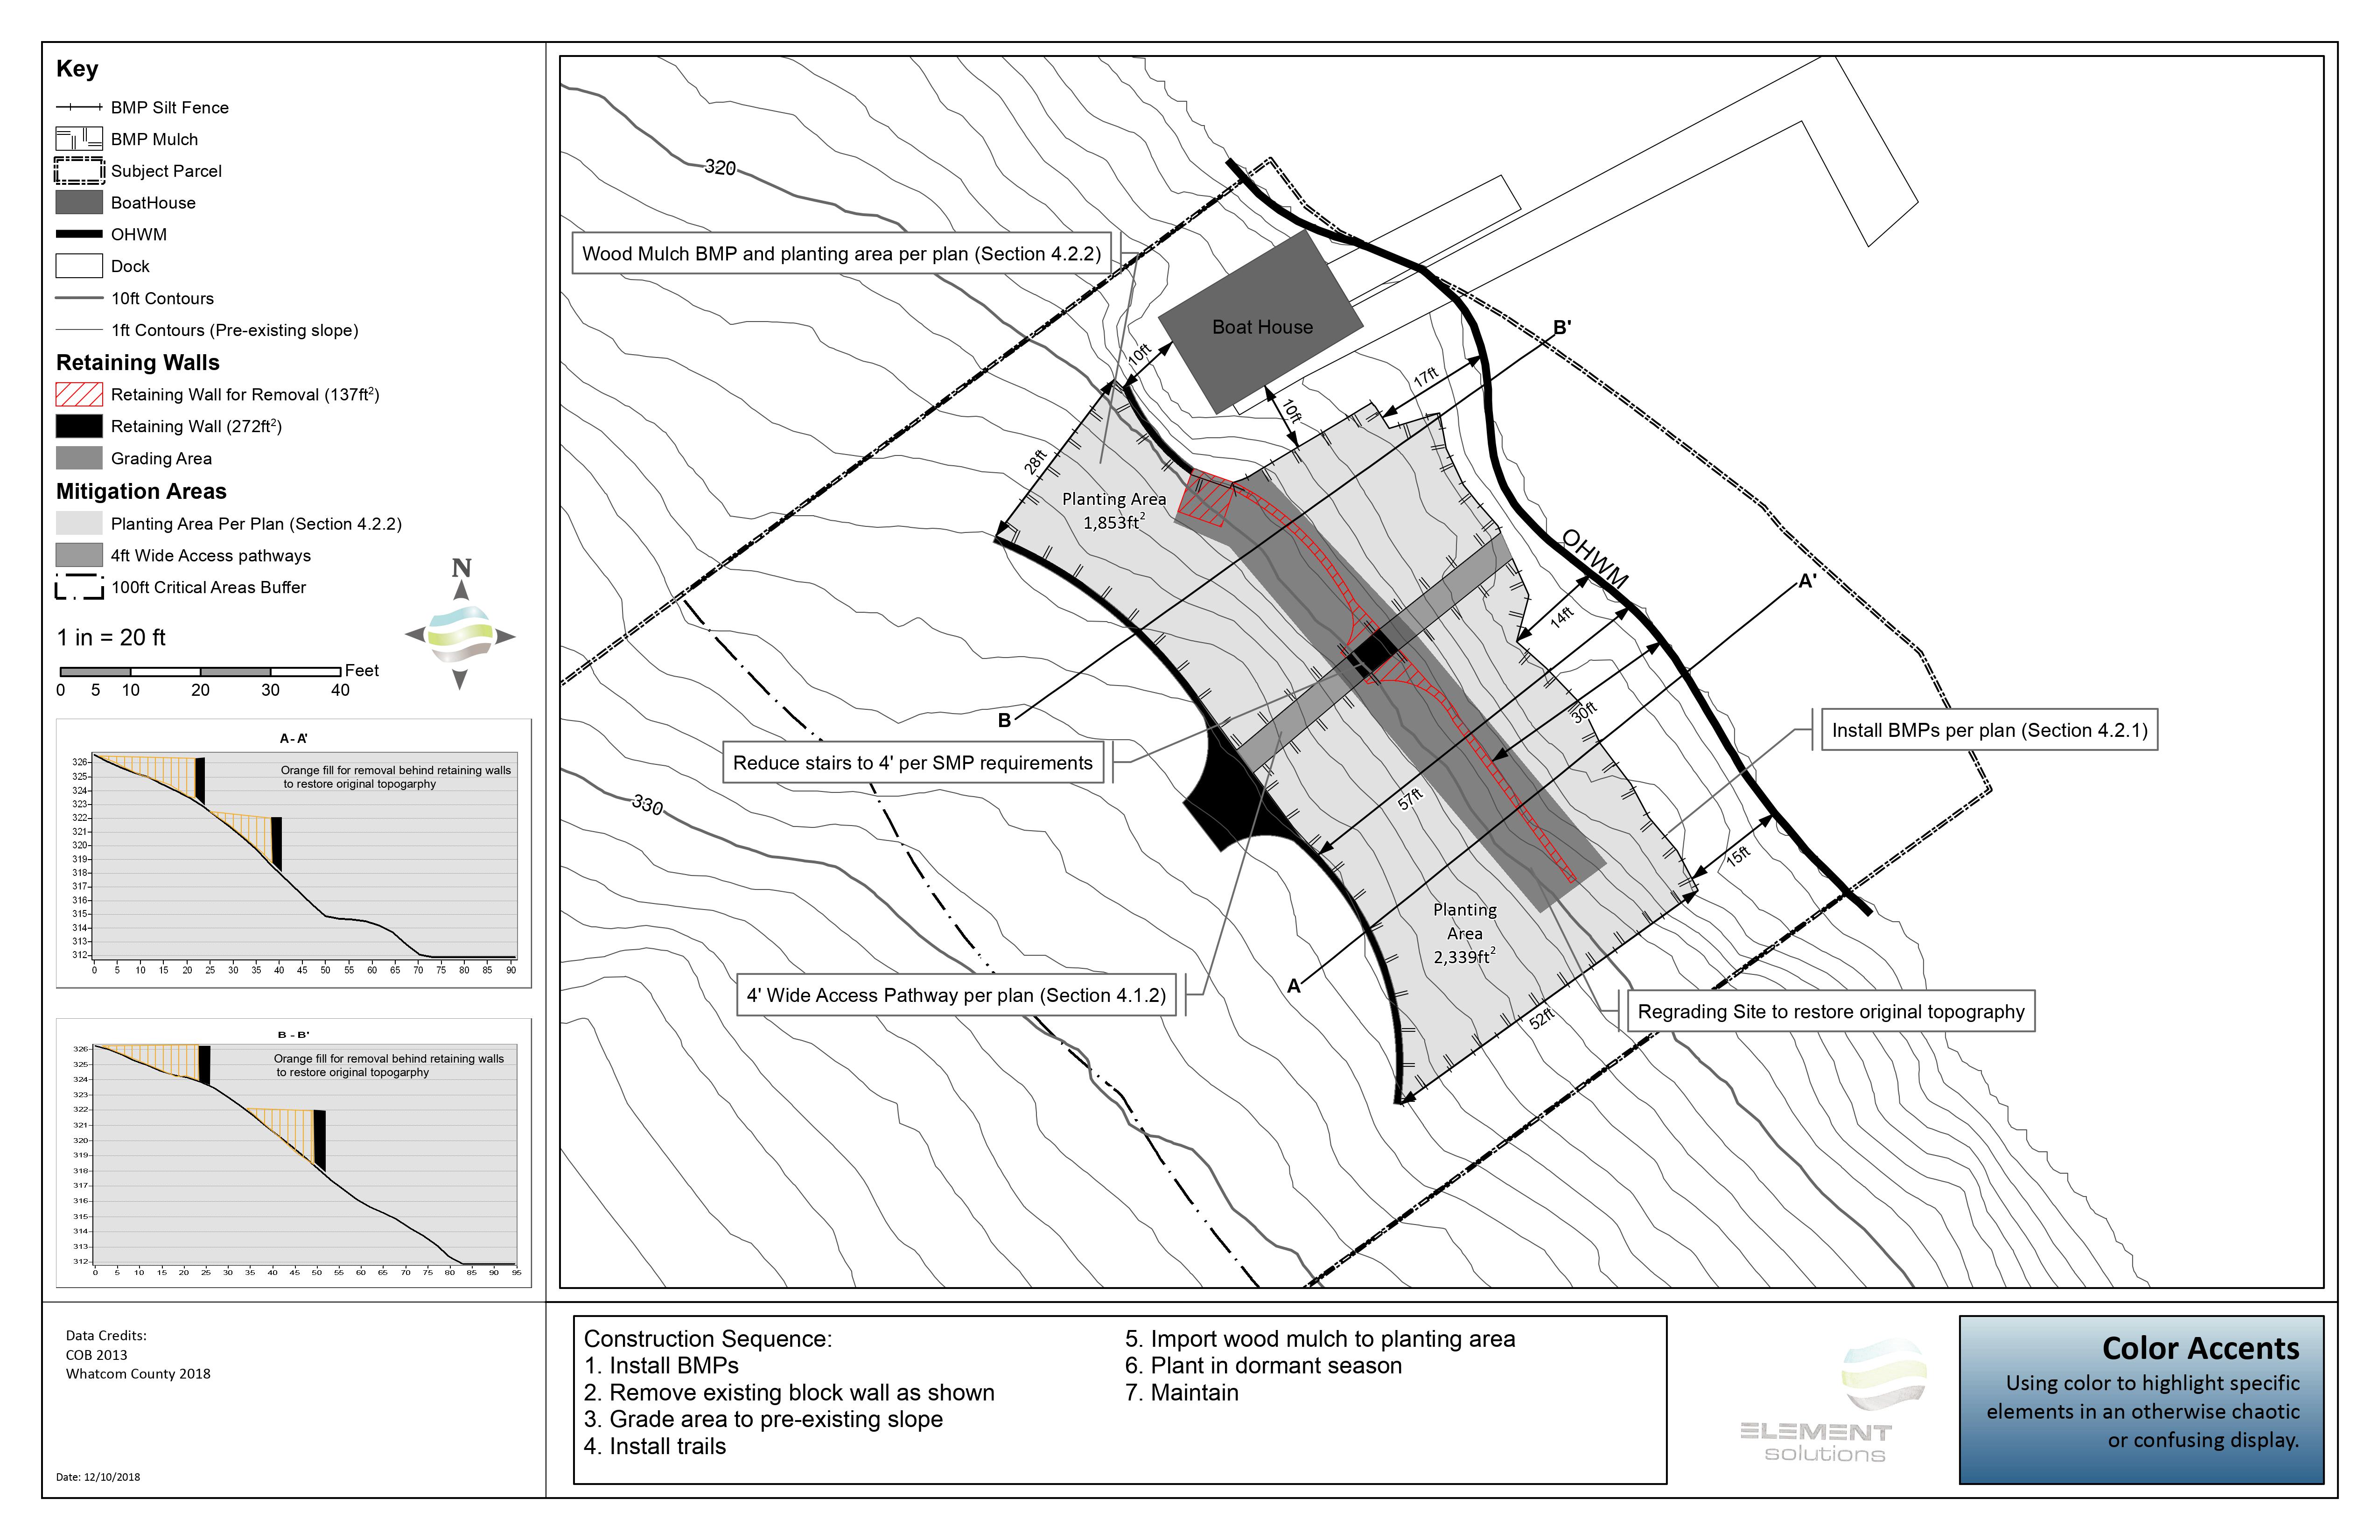 Key
BMP Silt Fence
BMP Mulch
Subject Parcel
BoatHouse
OHWM
Dock
10ft Contours
1ft Contours (Pre-existing slope)
Retaining Walls
Retaining Wall for Removal (137ft²)
Retaining Wall (272ft²)
Grading Area
Mitigation Areas
Planting Area Per Plan (Section 4.2.2)
4ft Wide Access pathways
100ft Critical Areas Buffer
N
1 in = 20 ft
Feet
0 5 10 20 30 40
A - A'
Orange fill for removal behind retaining walls
to restore original topogarphy
326
325
324
323
322
321
320
319
318
317
316
315
314
313
312
0 5 10 15 20 25 30 35 40 45 50 55 60 65 70 75 80 85 90
B - B'
Orange fill for removal behind retaining walls
to restore original topogarphy
326
325
324
323
322
321
320
319
318
317
316
315
314
313
312
0 5 10 15 20 25 30 35 40 45 50 55 60 65 70 75 80 85 90 95
Data Credits:
COB 2013
Whatcom County 2018
Date: 12/10/2018
320
Wood Mulch BMP and planting area per plan (Section 4.2.2)
Boat House
B'
10ft
17ft
10ft
28ft
Planting Area
1,853ft²
OHWM
A'
14ft
B
30ft
Install BMPs per plan (Section 4.2.1)
Reduce stairs to 4' per SMP requirements
330
57ft
15ft
Planting
Area
2,339ft²
A
4' Wide Access Pathway per plan (Section 4.1.2)
52ft
Regrading Site to restore original topography
Construction Sequence:
1. Install BMPs
2. Remove existing block wall as shown
3. Grade area to pre-existing slope
4. Install trails
5. Import wood mulch to planting area
6. Plant in dormant season
7. Maintain
ELEMENT
solutions
Color Accents
Using color to highlight specific
elements in an otherwise chaotic
or confusing display.